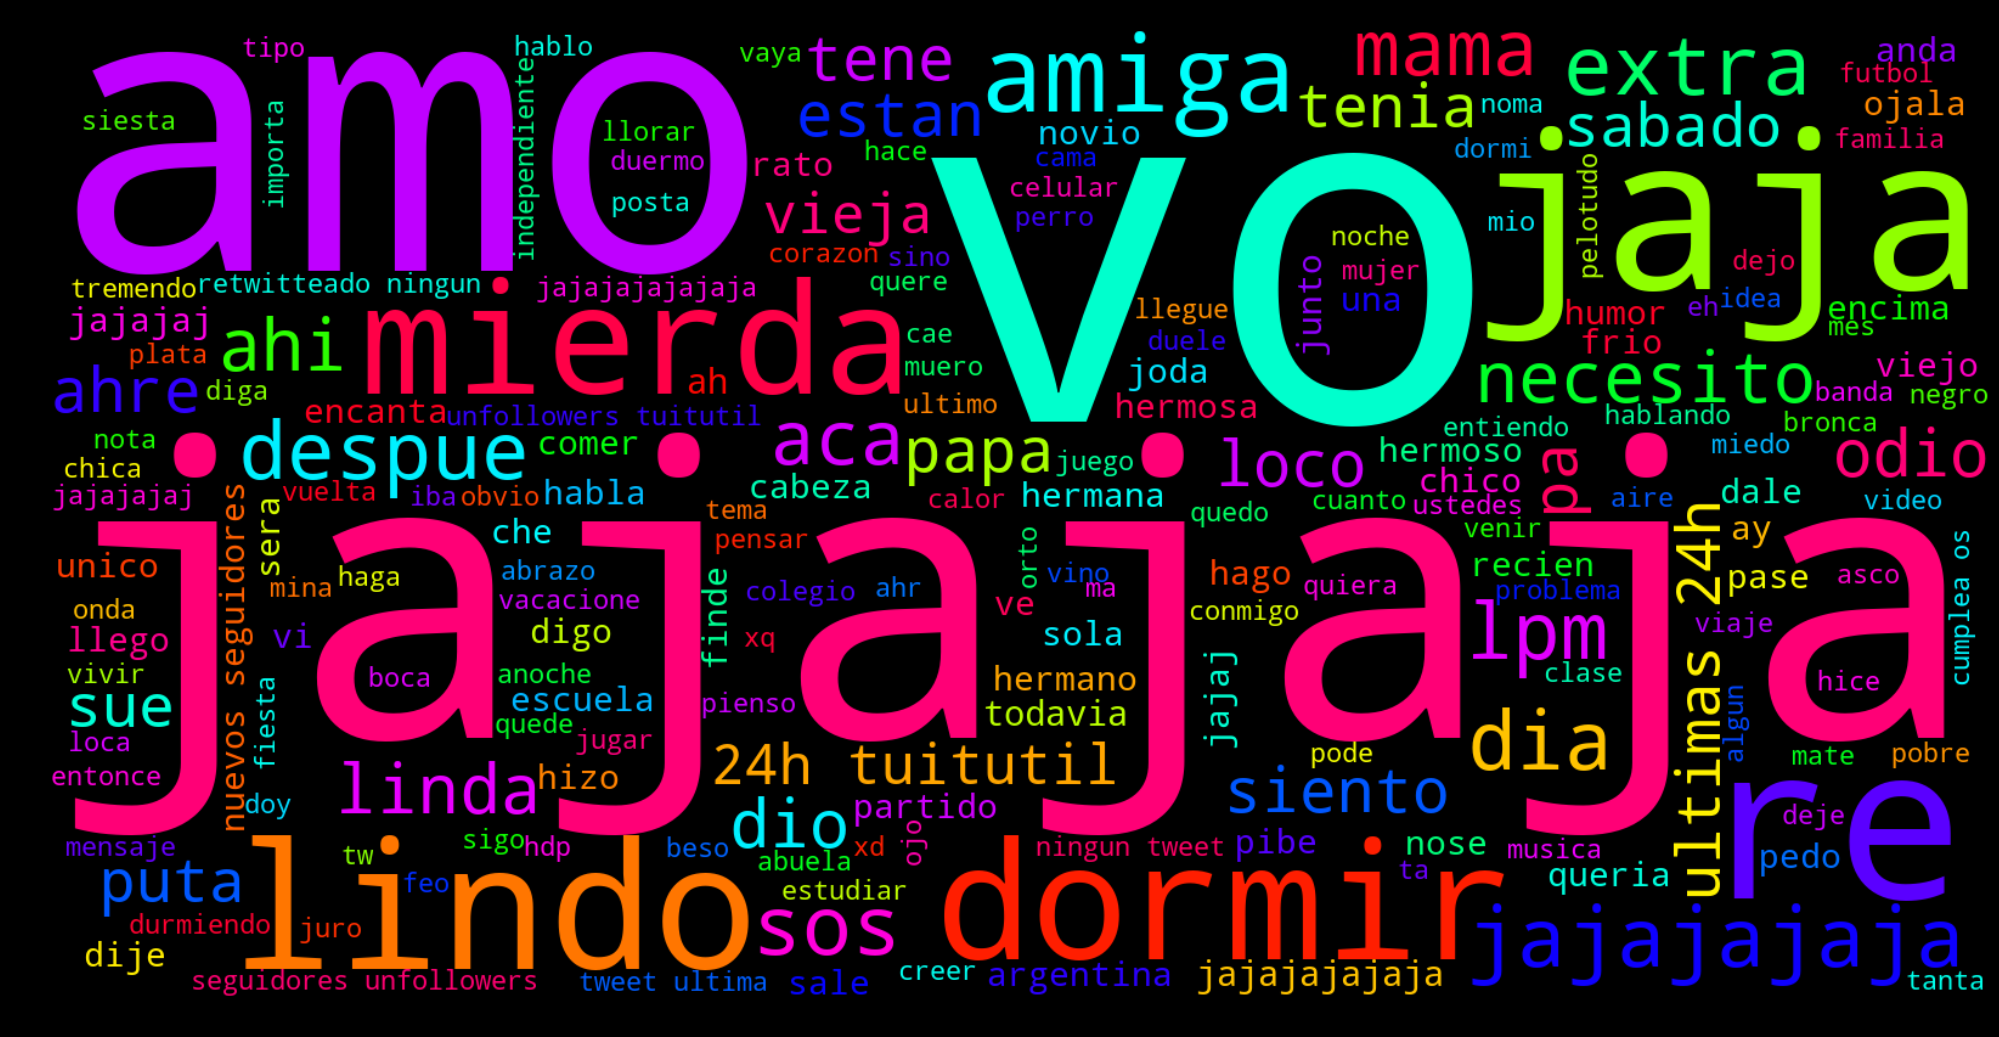 amo
tipo
hablo
vaya
tene
amiga
mama
extra
anda
futbol
ojala
siesta
importa
independiente
llorar
duermo
posta
estan
novio
tenia
noma
sabado
familia
rato
hace
cama
celular
perro
vo
dormi
jaja
pelotudo
mio
vieja
corazon
sino
quere
noche
mujer
una
junto
dejo
tremendo
retwitteado ningun
jajajajajajaja
mierda
llegue
duele
humor
frio
eh
idea
encima
mes
jajajaj
ahi
plata
diga
ahre
cae
muero
ah
joda
necesito
viejo
banda
negro
encanta
unfollowers tuitutil
ultimo
hermosa
hablando
bronca
nota
chica
despue
comer
aca
papa
juego
loco
entiendo
hermoso
chico
pa
miedo
odio
jajajajaj
vuelta
iba
obvio
habla
cabeza
calor
hermana
quedo
cuanto
ustedes
aire
dale
video
jajajaja
nuevos seguidores
sera
che
tema
pensar
orto
venir
ultimas 24h
ay
cumplea os
unico
mina
haga
abrazo
vacacione
finde
colegio
ahr
vino
ma
hago
quiera
recien
problema
pase
asco
onda
llego
vi
digo
xq
ve
sola
conmigo
lpm
viaje
vivir
sue
boca
anoche
escuela
pienso
hermano
todavia
jajaj
clase
hice
loca
fiesta
quede
jugar
dia
algun
mate
pobre
entonce
doy
linda
hizo
24h tuitutil
pode
siento
re
deje
dio
partido
mensaje
tw
sigo
hdp
beso
abuela
xd
ojo
ningun tweet
pibe
nose
ta
musica
pedo
puta
lindo
feo
estudiar
dormir
queria
durmiendo
juro
sos
jajajajaja
dije
seguidores unfollowers
tweet ultima
sale
creer
argentina
jajajajajaja
tanta